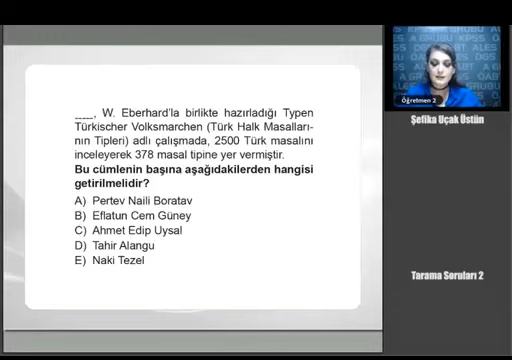 ____, W. Eberhard'la birlikte hazırladığı Typen
Türkischer Volksmarchen (Türk Halk Masalları-
nın Tipleri) adlı çalışmada, 2500 Türk masalını
inceleyerek 378 masal tipine yer vermiştir.
Bu cümlenin başına aşağıdakilerden hangisi
getirilmelidir?
A) Pertev Naili Boratav
B) Eflatun Cem Güney
C) Ahmet Edip Uysal
D) Tahir Alangu
E) Naki Tezel
Öğretmen 2
Şefika Uçak Üstün
Tarama Soruları 2